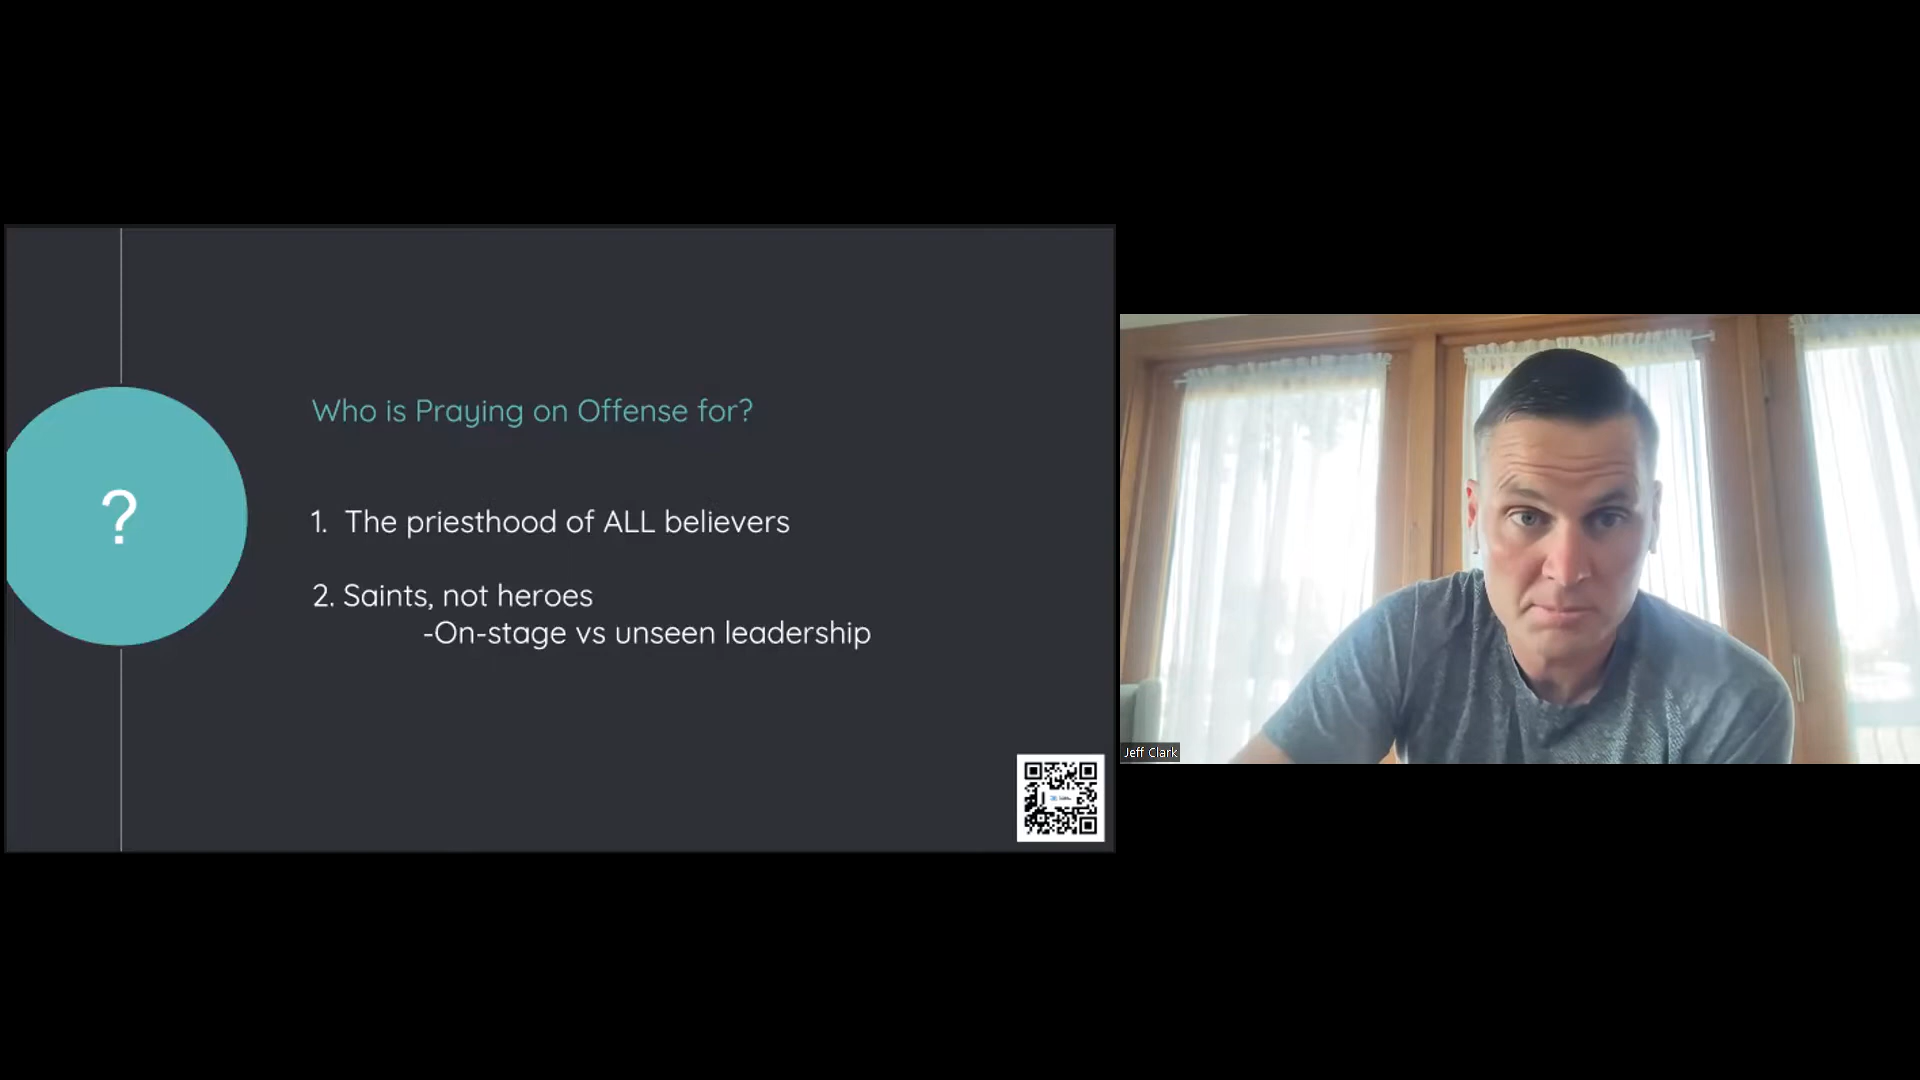 Who is Praying on Offense for?
?
1. The priesthood of ALL believers
2. Saints, not heroes
-On-stage vs unseen leadership
Jeff Clark